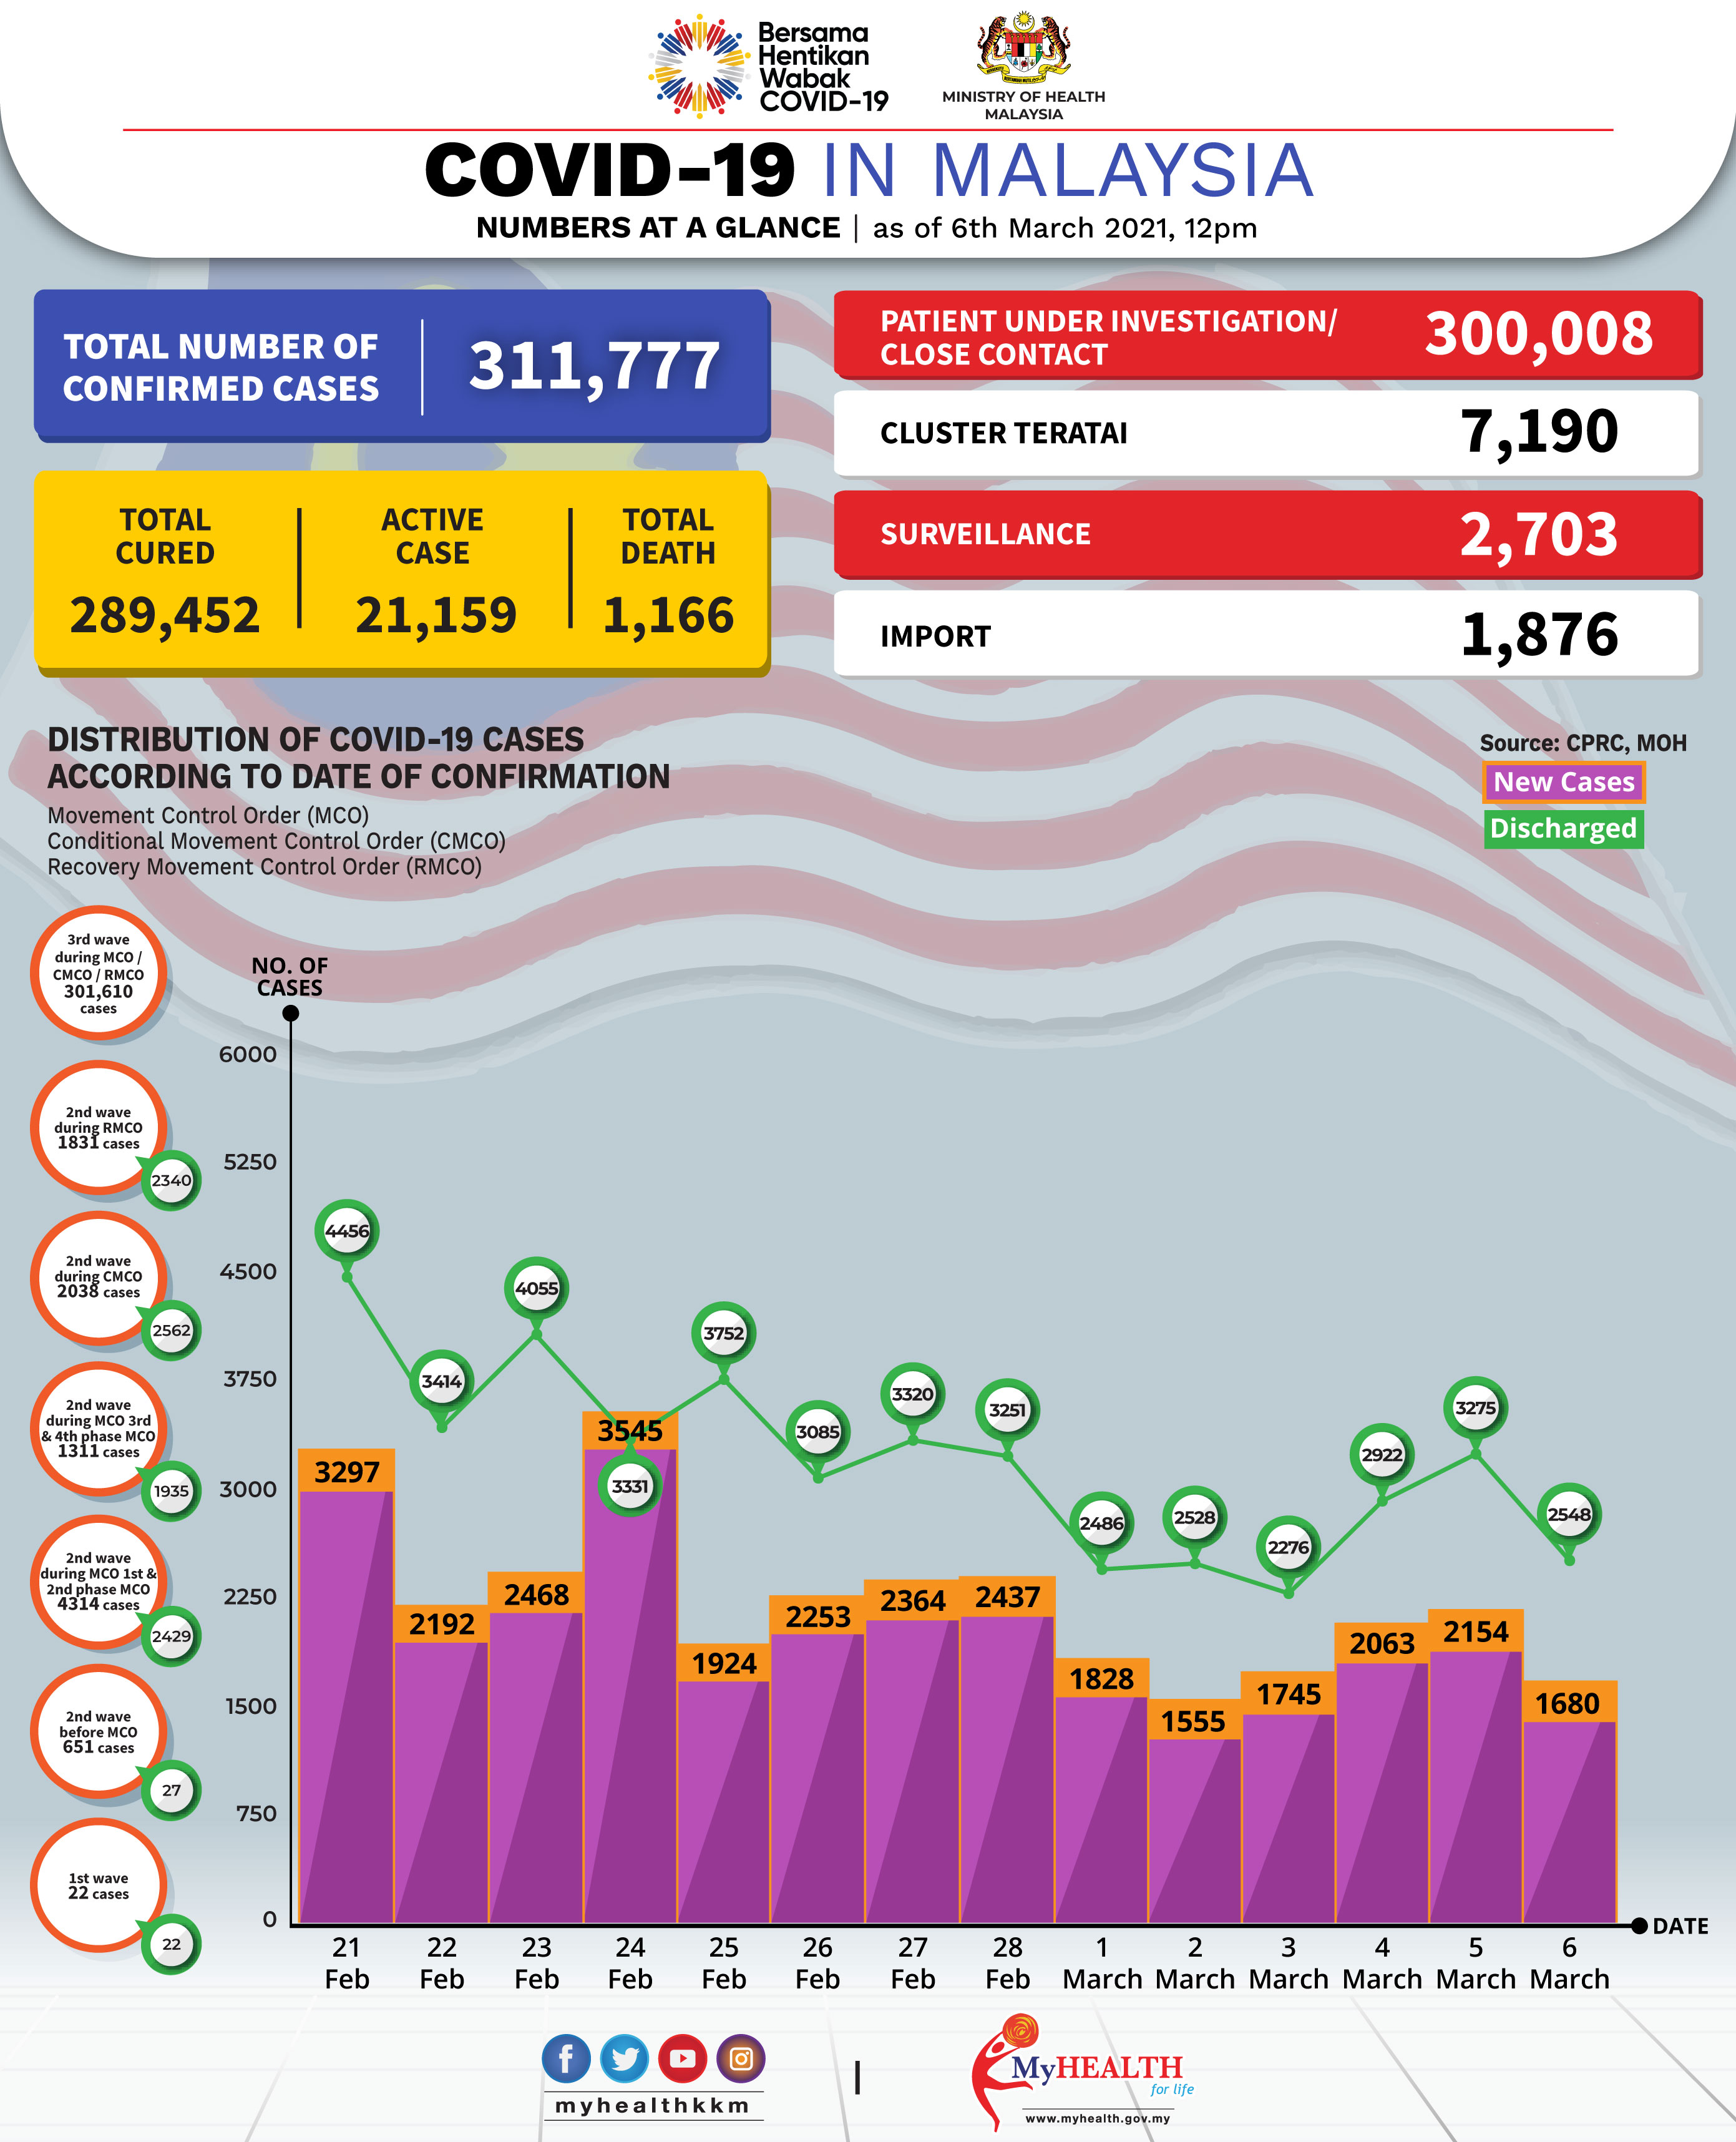 Bersama
Hentikan
Wabak
COVID-19
MINISTRY OF HEALTH
MALAYSIA
COVID-19 IN MALAYSIA
NUMBERS AT A GLANCE | as of 6th March 2021, 12pm
TOTAL NUMBER OF
CONFIRMED CASES
311,777
TOTAL
CURED
289,452
ACTIVE
CASE
21,159
TOTAL
DEATH
1,166
PATIENT UNDER INVESTIGATION/
CLOSE CONTACT
300,008
CLUSTER TERATAI
7,190
SURVEILLANCE
2,703
IMPORT
1,876
DISTRIBUTION OF COVID-19 CASES
ACCORDING TO DATE OF CONFIRMATION
Movement Control Order (MCO)
Conditional Movement Control Order (CMCO)
Recovery Movement Control Order (RMCO)
Source: CPRC, MOH
New Cases
Discharged
3rd wave
during MCO /
CMCO / RMCO
301,610
cases
2nd wave
during RMCO
1831 cases
2340
2nd wave
during CMCO
2038 cases
2562
2nd wave
during MCO 3rd
& 4th phase MCO
1311 cases
1935
2nd wave
during MCO 1st &
2nd phase MCO
4314 cases
2429
2nd wave
before MCO
651 cases
27
1st wave
22 cases
22
NO. OF
CASES
6000
5250
4500
3750
3000
2250
1500
750
0
4456
3414
4055
3331
3752
3085
3320
3251
2486
2528
2276
2922
3275
2548
3297
2192
2468
3545
1924
2253
2364
2437
1828
1555
1745
2063
2154
1680
DATE
21
Feb
22
Feb
23
Feb
24
Feb
25
Feb
26
Feb
27
Feb
28
Feb
1
March
2
March
3
March
4
March
5
March
6
March
myhealthkkm
MyHEALTH
for life
www.myhealth.gov.my